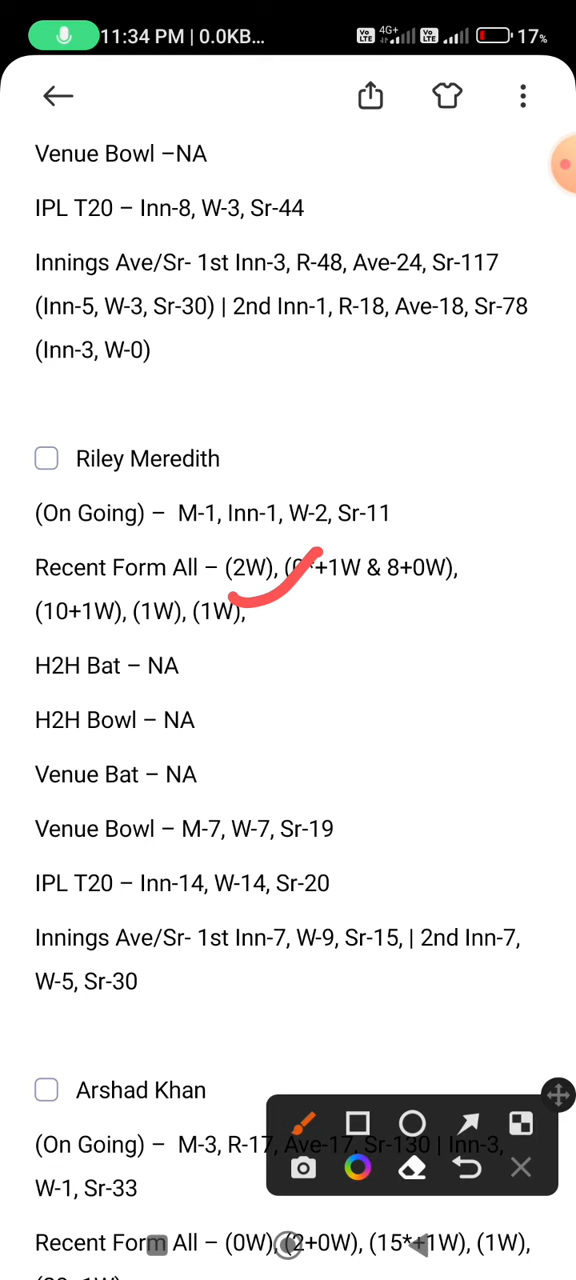 11:34 PM | 0.0KB...
Vo LTE 4G+ Vo LTE 17%
Venue Bowl –NA
IPL T20 – Inn-8, W-3, Sr-44
Innings Ave/Sr- 1st Inn-3, R-48, Ave-24, Sr-117
(Inn-5, W-3, Sr-30) | 2nd Inn-1, R-18, Ave-18, Sr-78
(Inn-3, W-0)
Riley Meredith
(On Going) – M-1, Inn-1, W-2, Sr-11
Recent Form All – (2W), +1W & 8+0W),
(10+1W), (1W), (1W),
H2H Bat – NA
H2H Bowl – NA
Venue Bat – NA
Venue Bowl – M-7, W-7, Sr-19
IPL T20 – Inn-14, W-14, Sr-20
Innings Ave/Sr- 1st Inn-7, W-9, Sr-15, | 2nd Inn-7,
W-5, Sr-30
Arshad Khan
(On Going) – M-3, R-17, Ave-17, Sr-130 | Inn-3,
W-1, Sr-33
Recent Form All – (0W), (2+0W), (15*+1W), (1W),